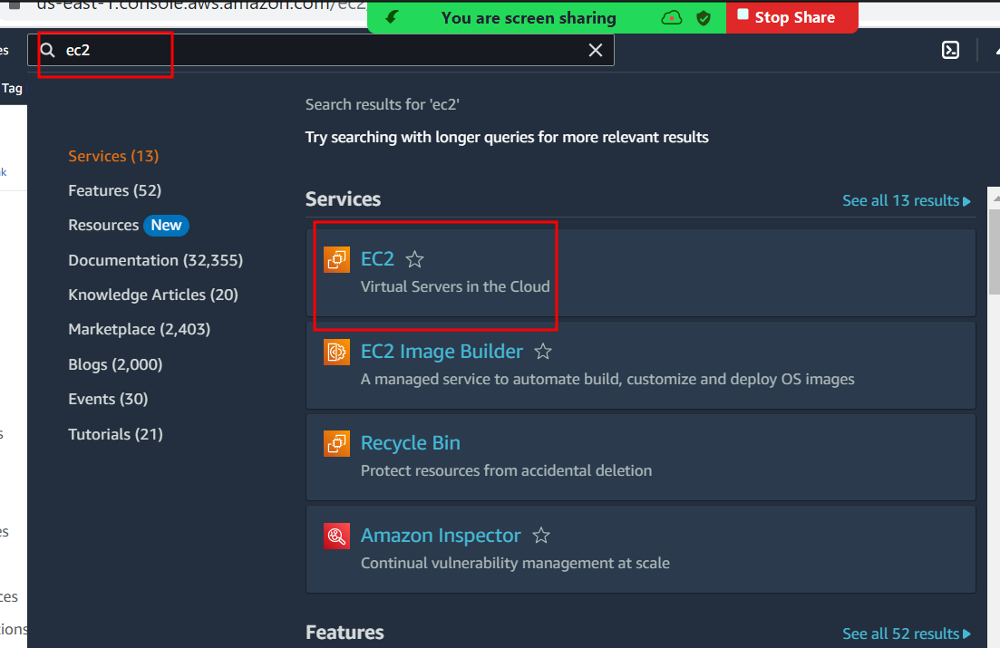 us-east-1.console.aws.amazon.com/ec2
You are screen sharing
Stop Share
es
ec2
Tag
Search results for 'ec2'
Try searching with longer queries for more relevant results
Services (13)
Features (52)
Resources New
Documentation (32,355)
Knowledge Articles (20)
Marketplace (2,403)
Blogs (2,000)
Events (30)
Tutorials (21)
Services
See all 13 results
EC2
Virtual Servers in the Cloud
EC2 Image Builder
A managed service to automate build, customize and deploy OS images
Recycle Bin
Protect resources from accidental deletion
Amazon Inspector
Continual vulnerability management at scale
Features
See all 52 results